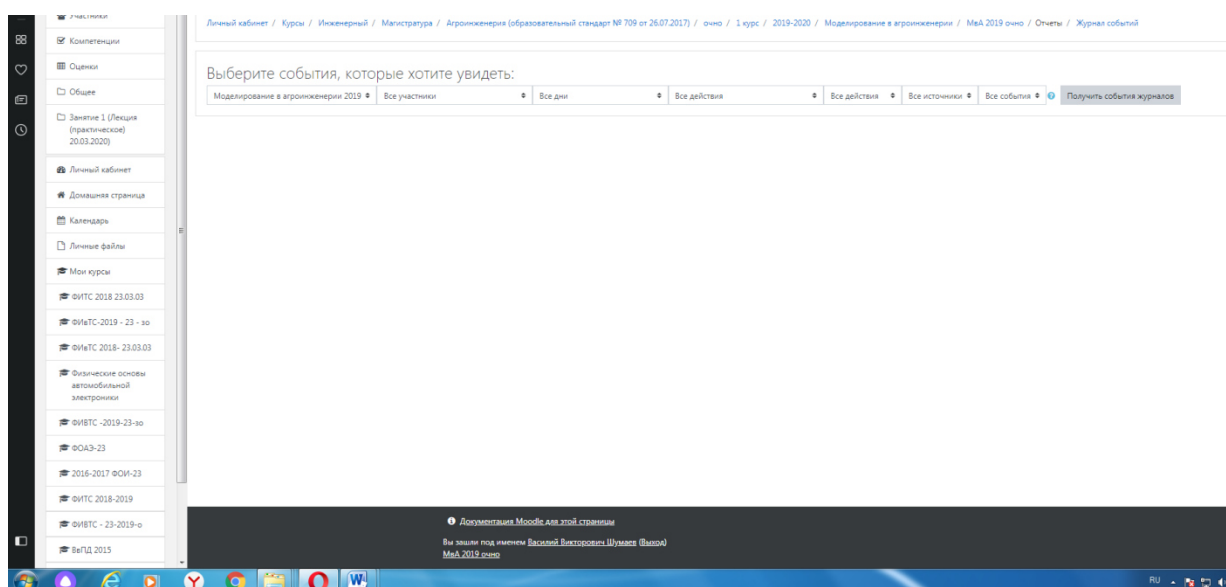 Участники
Личный кабинет / Курсы / Инженерный / Магистратура / Агроинженерия (образовательный стандарт № 709 от 26.07.2017) / очно / 1 курс / 2019-2020 / Моделирование в агроинженерии / МвА 2019 очно / Отчеты / Журнал событий
Компетенции
Оценки
Общее
Занятие 1 (Лекция
(практическое)
20.03.2020)
Личный кабинет
Домашняя страница
Календарь
Личные файлы
Мои курсы
ФИТС 2018 23.03.03
ФИвТС-2019 - 23 - зо
ФИвТС 2018- 23.03.03
Физические основы
автомобильной
электроники
ФИВТС -2019-23-зо
ФОАЭ-23
2016-2017 ФОИ-23
ФИТС 2018-2019
ФИВТС - 23-2019-о
ВвПД 2015
Выберите события, которые хотите увидеть:
Моделирование в агроинженерии 2019 Все участники Все дни Все действия Все действия Все источники Все события Получить события журналов
Документация Moodle для этой страницы
Вы зашли под именем Василий Викторович Шумаев (Выход)
МвА 2019 очно
RU